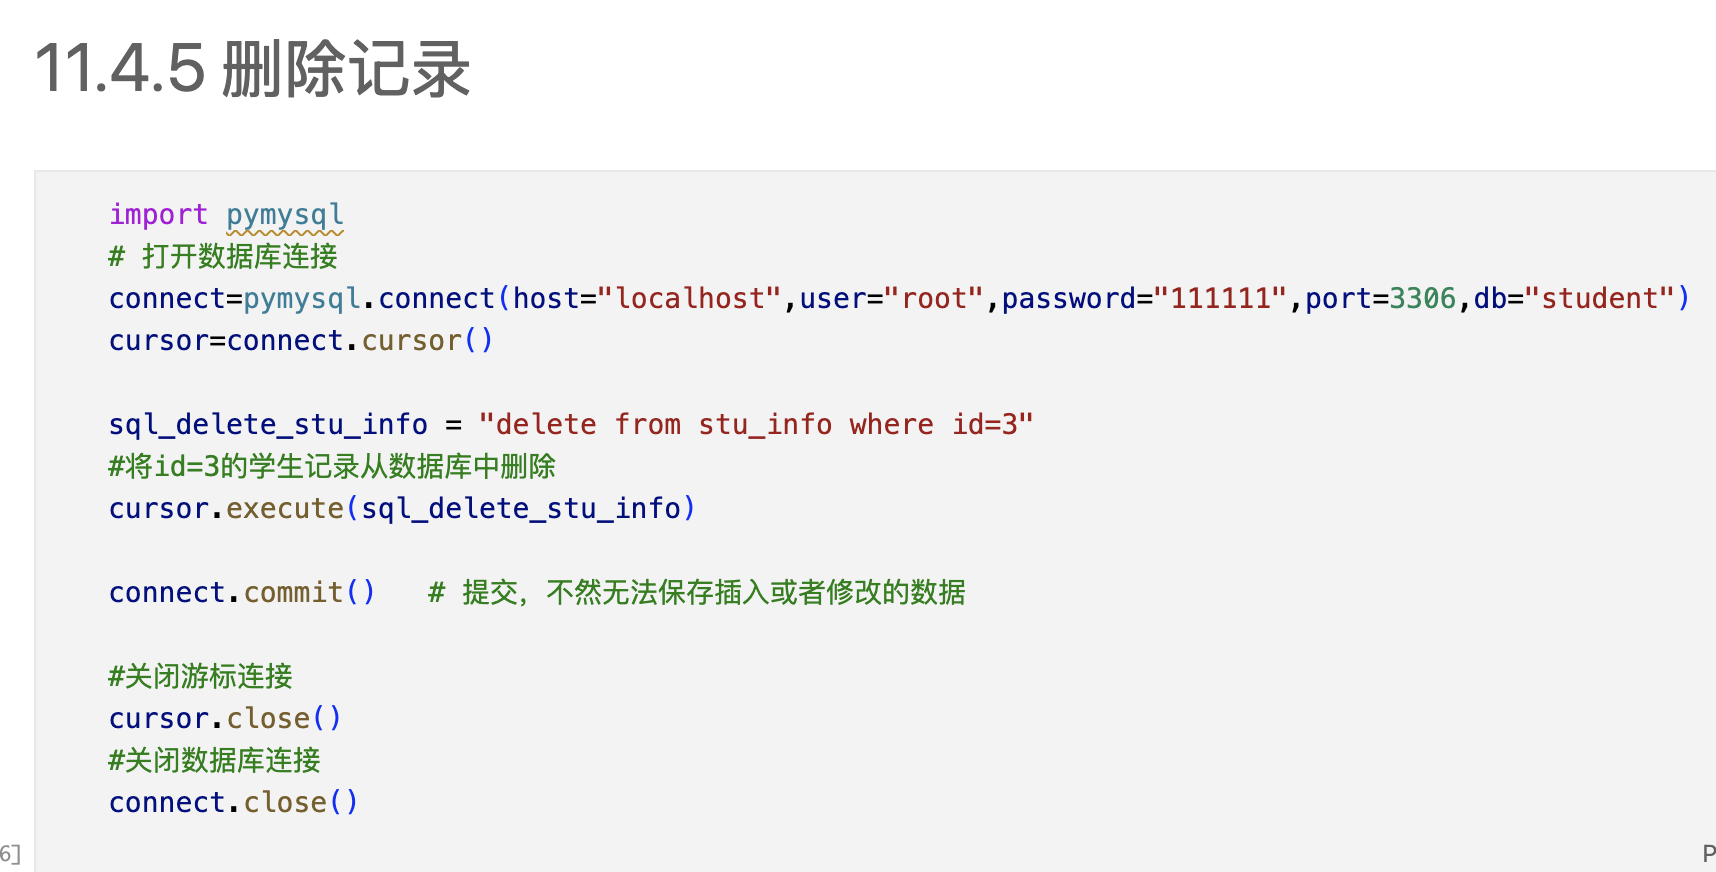 11.4.5 删除记录
import pymysql
# 打开数据库连接
connect=pymysql.connect(host="localhost",user="root",password="111111",port=3306,db="student")
cursor=connect.cursor()
sql_delete_stu_info = "delete from stu_info where id=3"
#将id=3的学生记录从数据库中删除
cursor.execute(sql_delete_stu_info)
connect.commit()   # 提交，不然无法保存插入或者修改的数据
#关闭游标连接
cursor.close()
#关闭数据库连接
connect.close()
6]
P